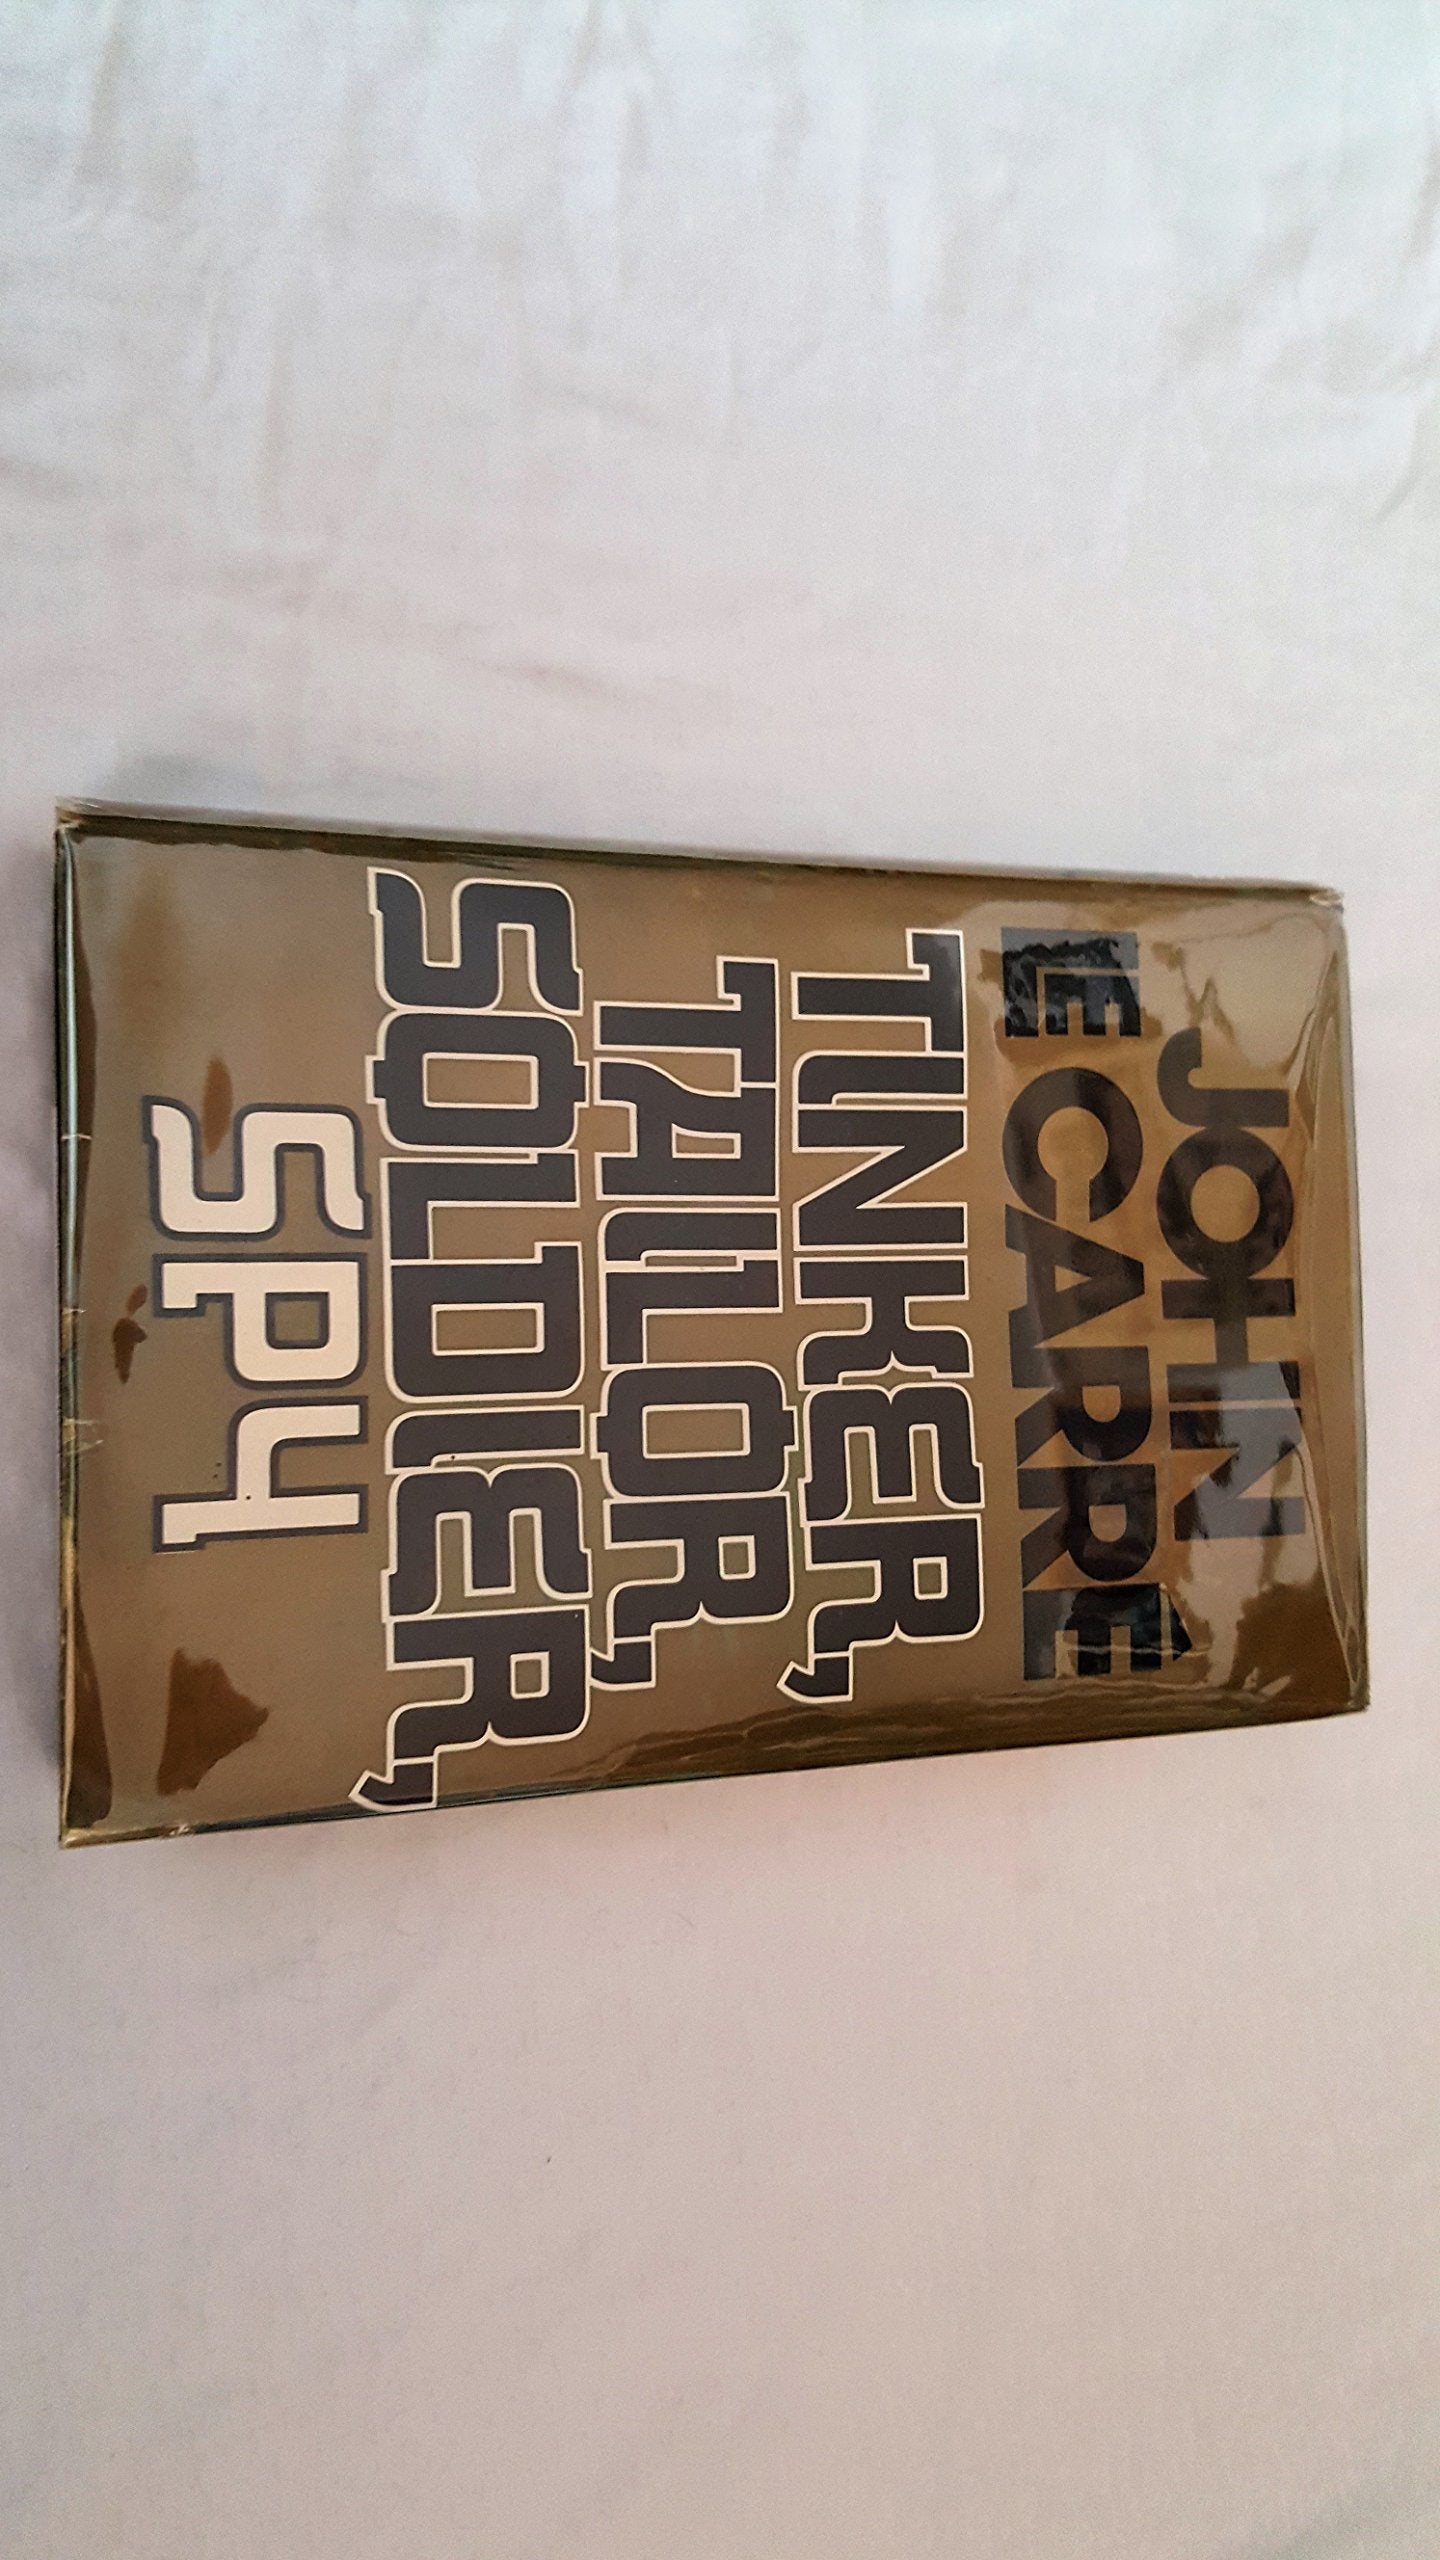 JOHN
LE CARRÉ
TINKER,
TAILOR,
SOLDIER,
SPY